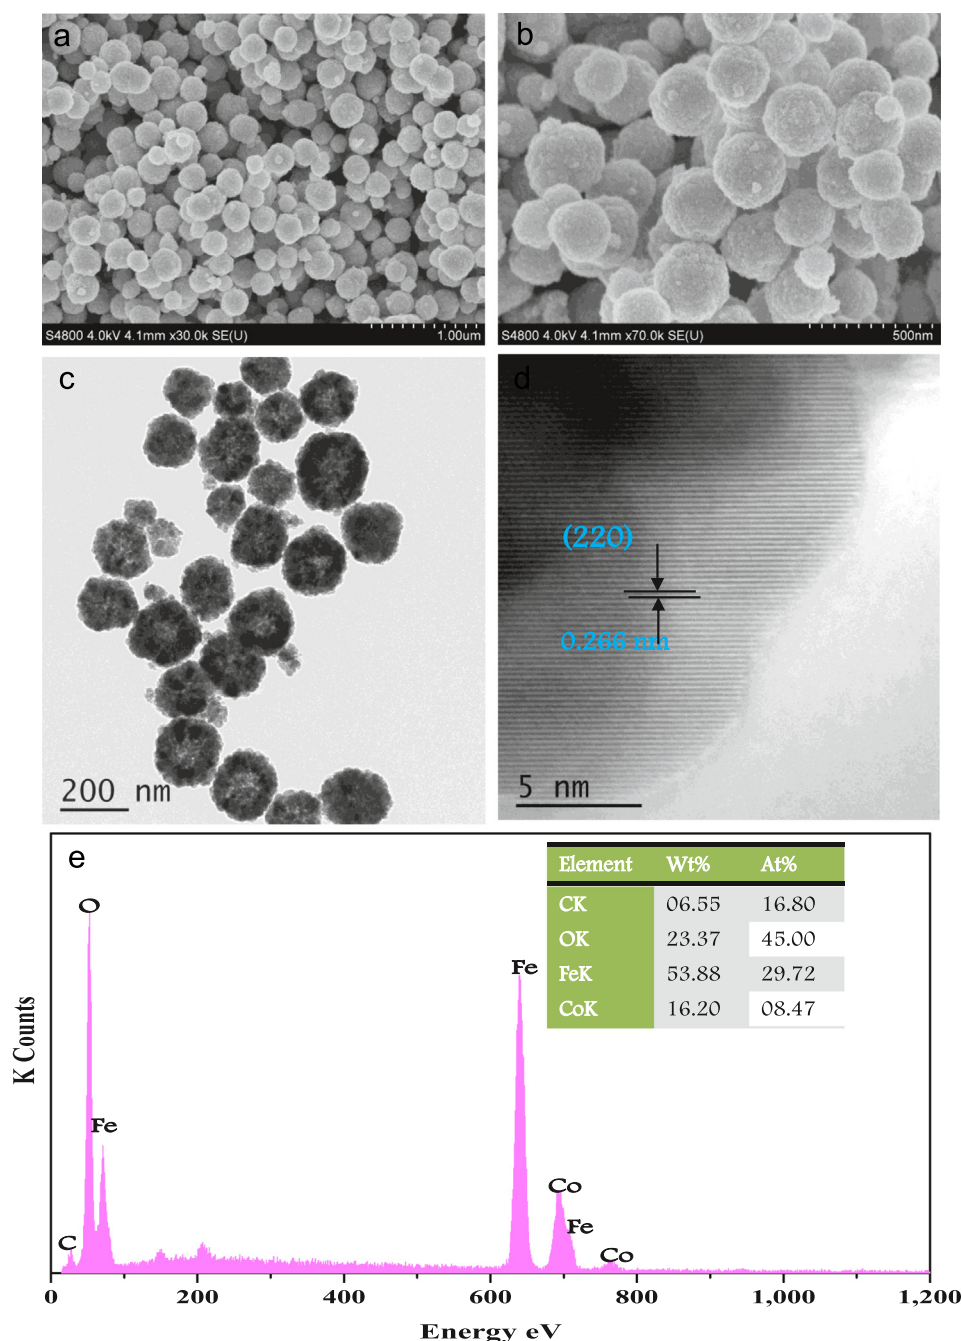 a
b
S4800 4.0kV 4.1mm x30.0k SE(U)
1.00um
S4800 4.0kV 4.1mm x70.0k SE(U)
500nm
c
d
(220)
0.266 nm
200 nm
5 nm
e
Element Wt% At%
CK 06.55 16.80
OK 23.37 45.00
FeK 53.88 29.72
CoK 16.20 08.47
O
Fe
Fe
Co
Fe
C
Co
K Counts
0 200 400 600 800 1,000 1,200
Energy eV